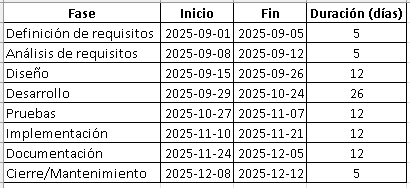 Fase Inicio Fin Duración (días)
Definición de requisitos 2025-09-01 2025-09-05 5
Análisis de requisitos 2025-09-08 2025-09-12 5
Diseño 2025-09-15 2025-09-26 12
Desarrollo 2025-09-29 2025-10-24 26
Pruebas 2025-10-27 2025-11-07 12
Implementación 2025-11-10 2025-11-21 12
Documentación 2025-11-24 2025-12-05 12
Cierre/Mantenimiento 2025-12-08 2025-12-12 5